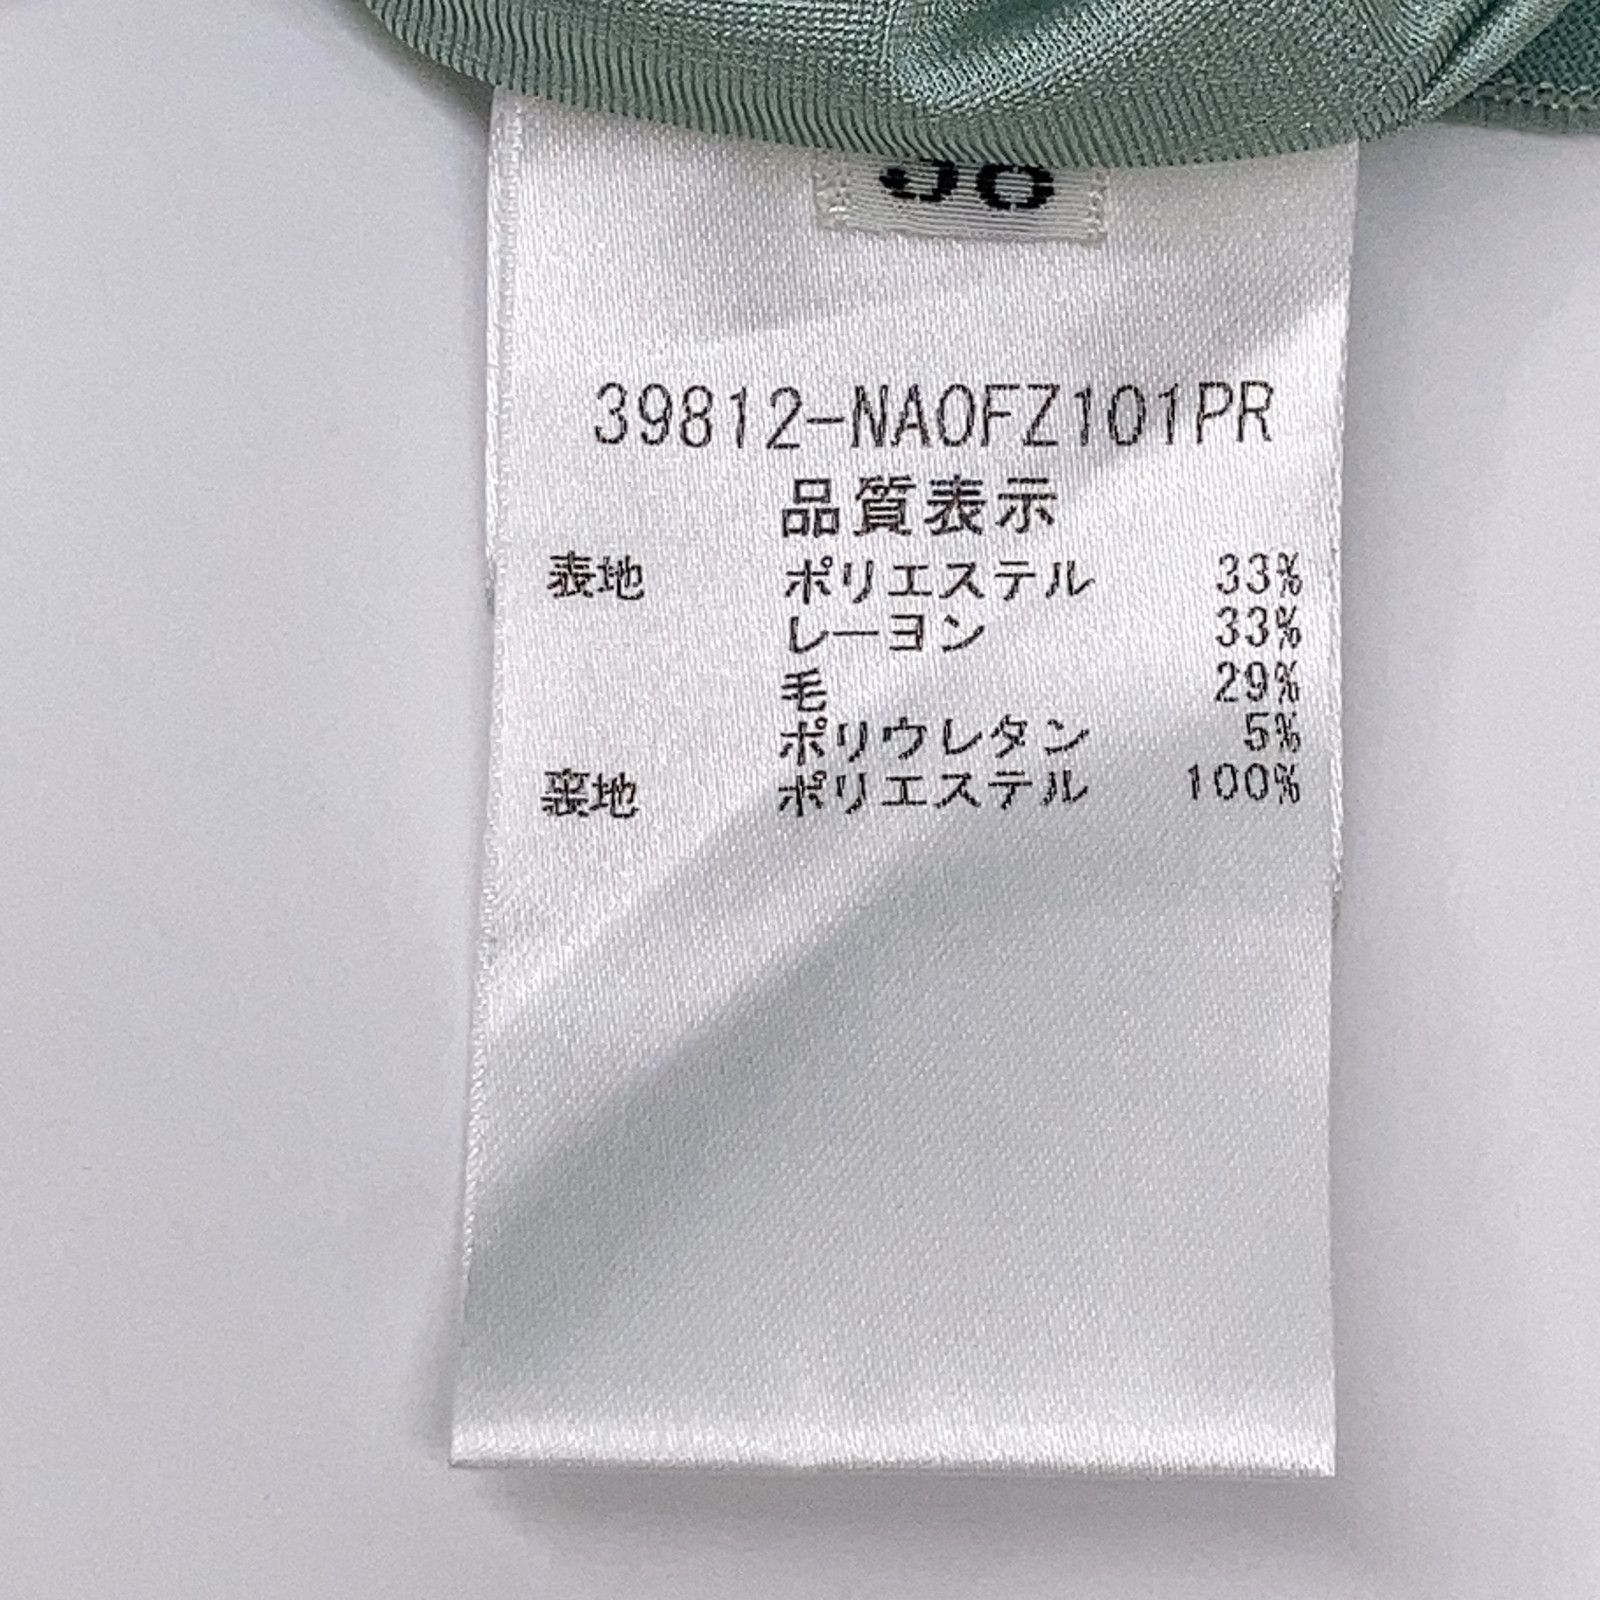 39812-NA0FZ101PR
品質表示
表地 ポリエステル 33%
レーヨン 33%
毛 29%
ポリウレタン 5%
裏地 ポリエステル 100%